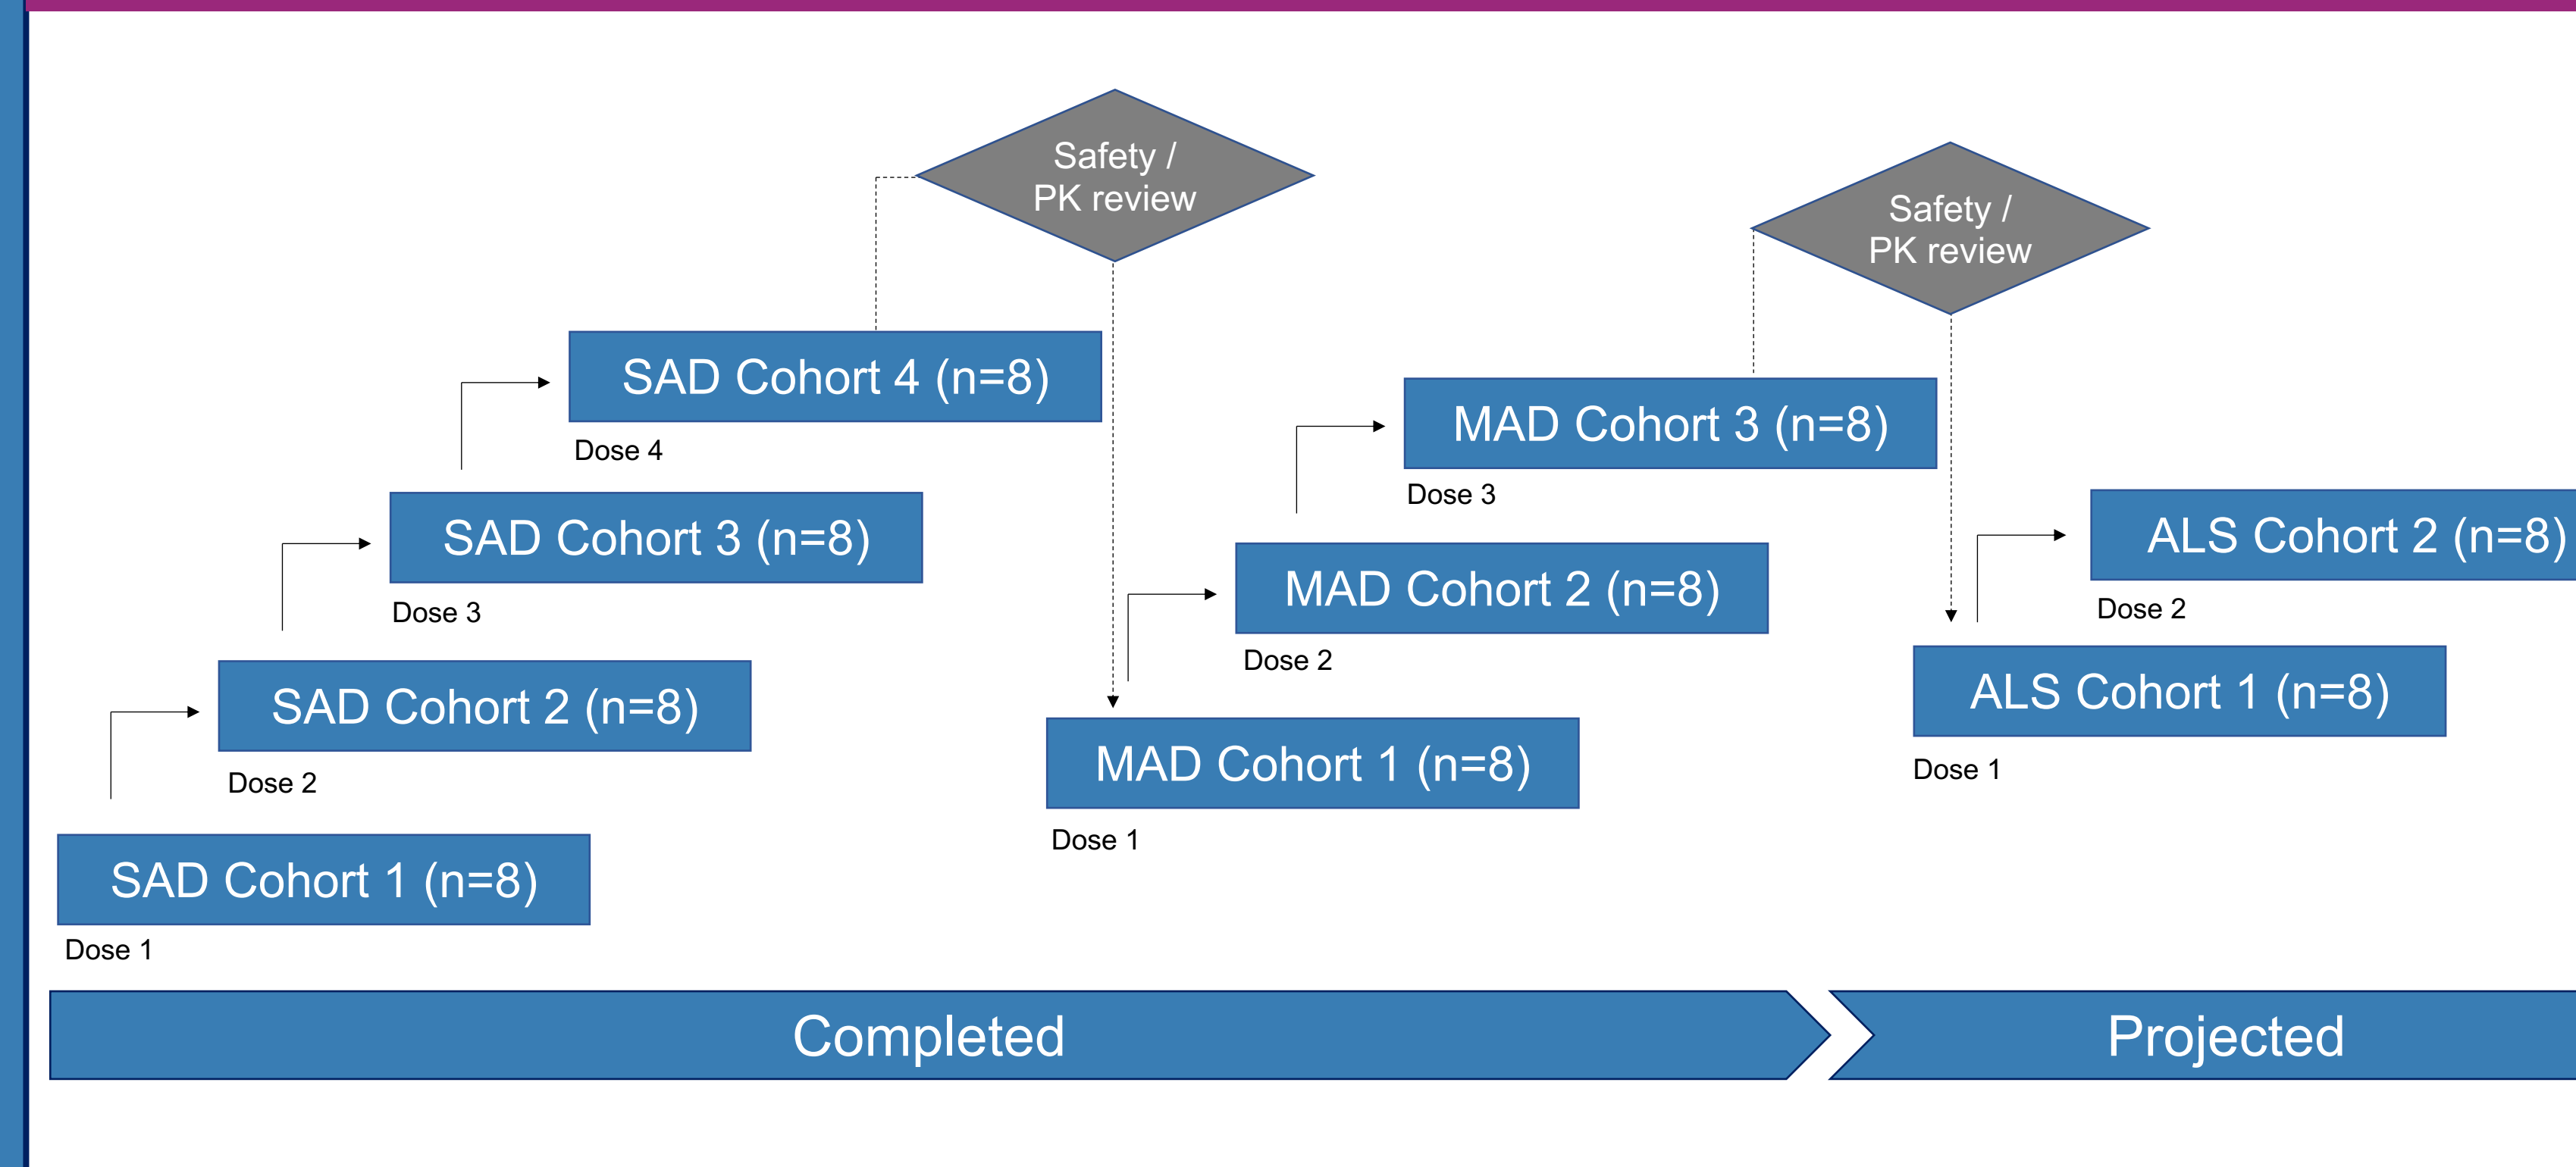 Safety /
PK review
Safety /
PK review
SAD Cohort 4 (n=8)
Dose 4
MAD Cohort 3 (n=8)
Dose 3
SAD Cohort 3 (n=8)
Dose 3
ALS Cohort 2 (n=8)
Dose 2
MAD Cohort 2 (n=8)
Dose 2
SAD Cohort 2 (n=8)
Dose 2
ALS Cohort 1 (n=8)
Dose 1
MAD Cohort 1 (n=8)
Dose 1
SAD Cohort 1 (n=8)
Dose 1
Completed
Projected